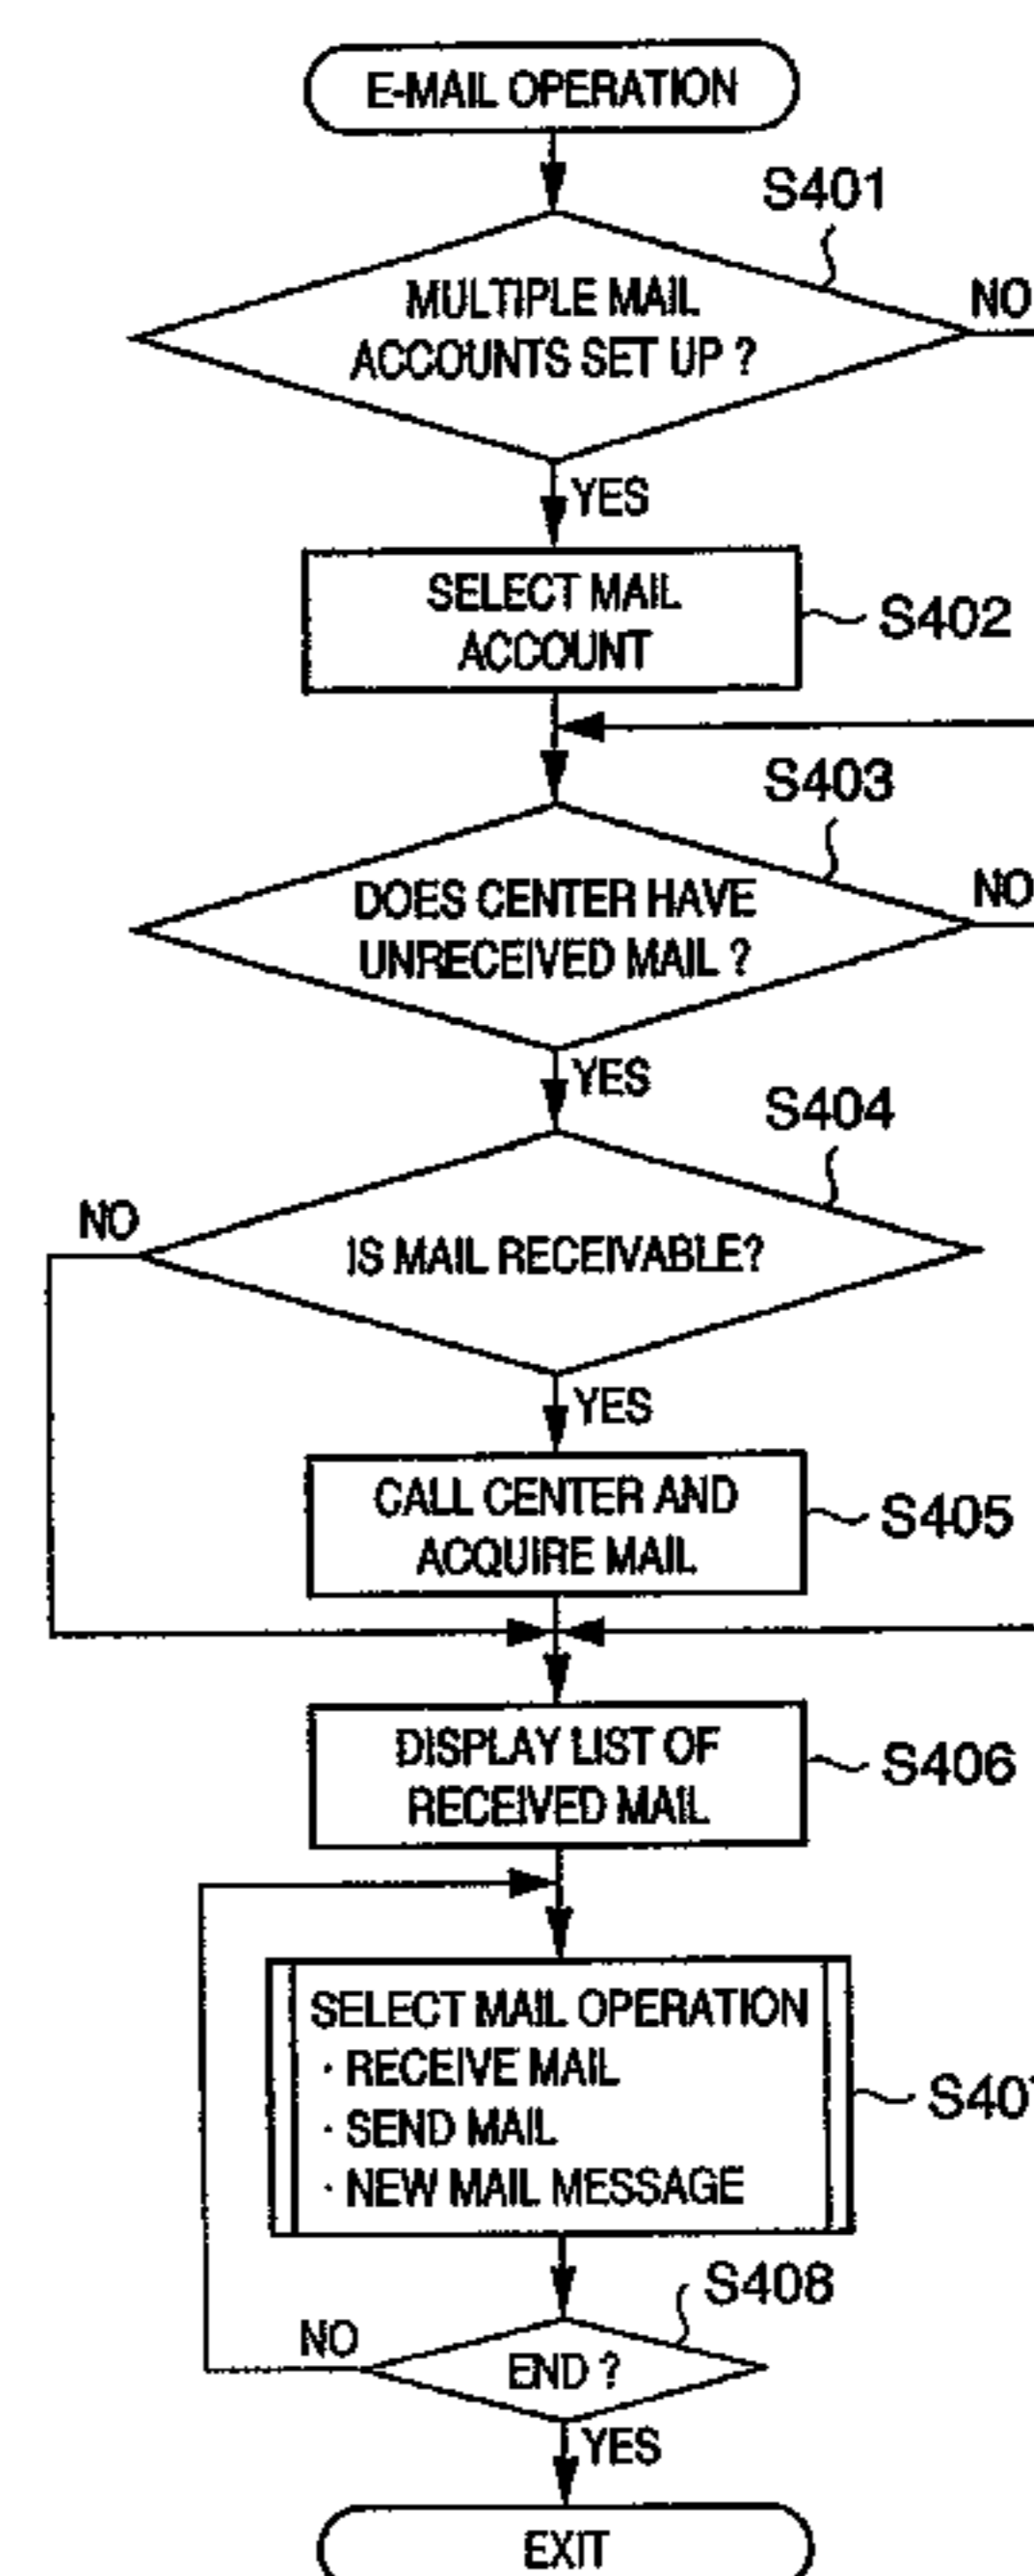 E-MAIL OPERATION
S401
MULTIPLE MAIL
ACCOUNTS SET UP ?
NO
YES
SELECT MAIL
ACCOUNT
S402
S403
DOES CENTER HAVE
UNRECEIVED MAIL ?
NO
YES
S404
NO
IS MAIL RECEIVABLE?
YES
CALL CENTER AND
ACQUIRE MAIL
S405
DISPLAY LIST OF
RECEIVED MAIL
S406
SELECT MAIL OPERATION
· RECEIVE MAIL
· SEND MAIL
· NEW MAIL MESSAGE
S407
S408
NO
END ?
YES
EXIT